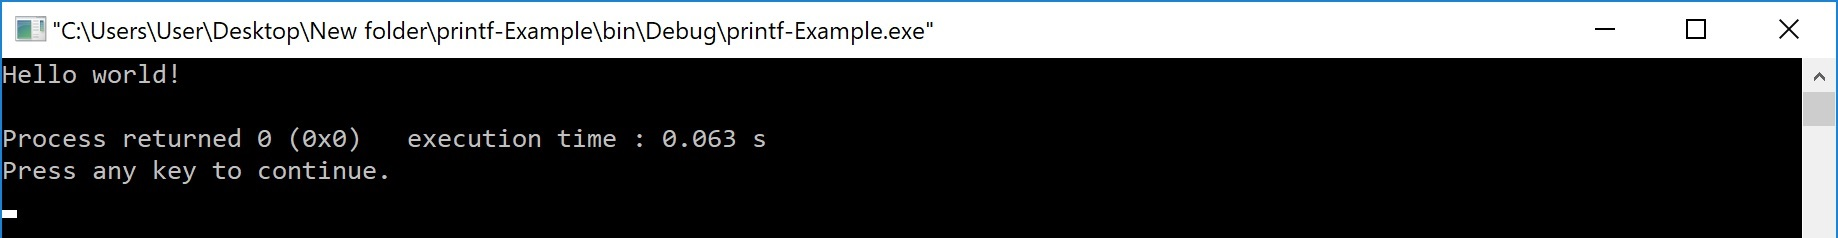 "C:\Users\User\Desktop\New folder\printf-Example\bin\Debug\printf-Example.exe"
Hello world!
Process returned 0 (0x0)   execution time : 0.063 s
Press any key to continue.